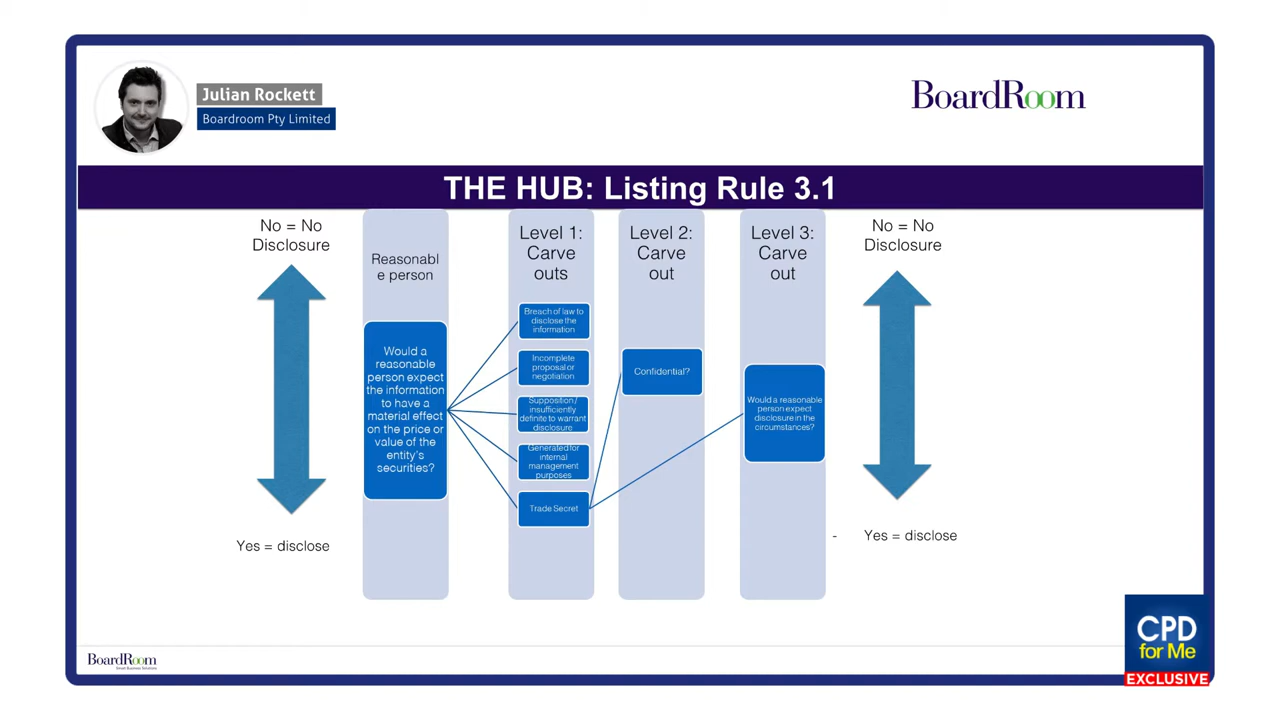 Julian Rockett
Boardroom Pty Limited
BoardRoom
THE HUB: Listing Rule 3.1
No = No
Disclosure
Yes = disclose
Reasonabl
e person
Would a
reasonable
person expect
the information
to have a
material effect
on the price or
value of the
entity's
securities?
Level 1:
Carve
outs
Breach of law to
disclose the
information
Incomplete
proposal or
negotiation
Supposition /
insufficiently
definite to warrant
disclosure
Generated for
internal
management
purposes
Trade Secret
Level 2:
Carve
out
Confidential?
Level 3:
Carve
out
Would a reasonable
person expect
disclosure in the
circumstances?
No = No
Disclosure
- Yes = disclose
BoardRoom
Smart Business Solutions
CPD
for Me
EXCLUSIVE